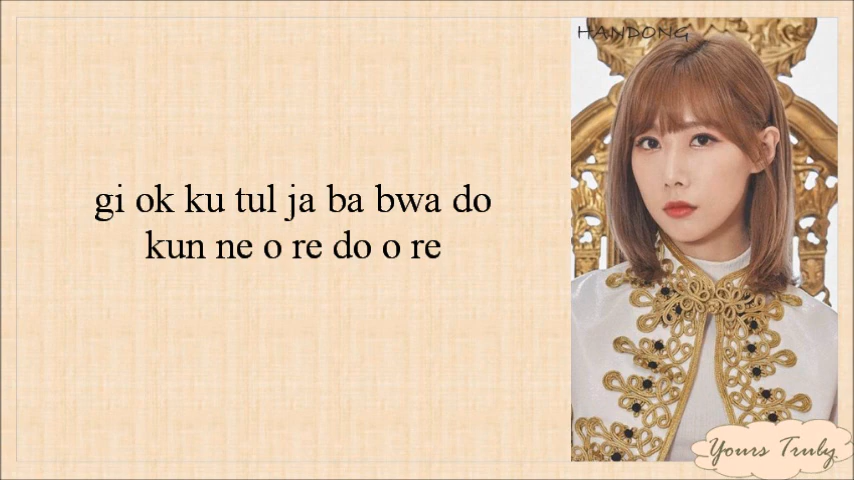 HANDONG
gi ok ku tul ja ba bwa do
kun ne o re do o re
Yours Truly